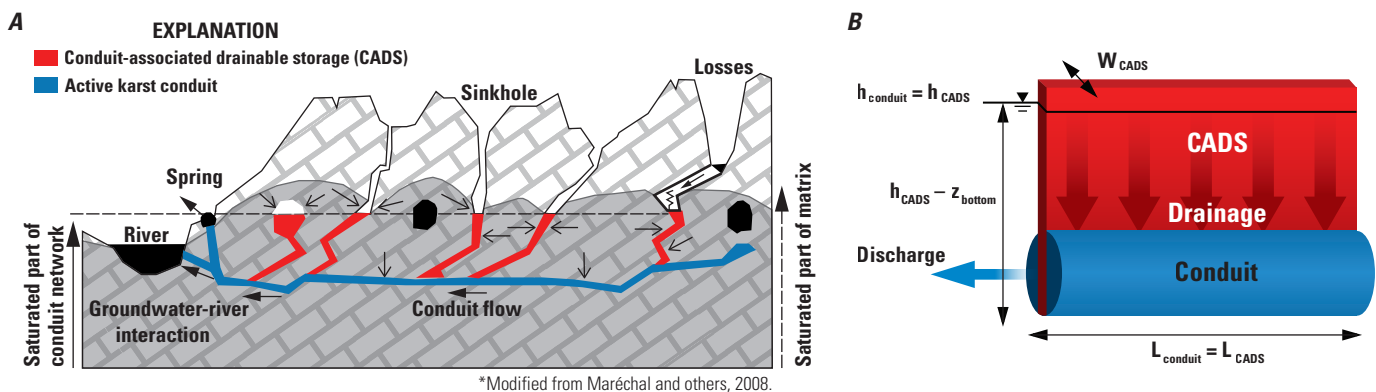 A
EXPLANATION
Conduit-associated drainable storage (CADS)
Active karst conduit
Losses
Sinkhole
Spring
River
Groundwater-river
interaction
Conduit flow
Saturated part of
conduit network
Saturated part of matrix
*Modified from Maréchal and others, 2008.
B
WCADS
hconduit = hCADS
CADS
hCADS – zbottom
Drainage
Discharge
Conduit
Lconduit = LCADS